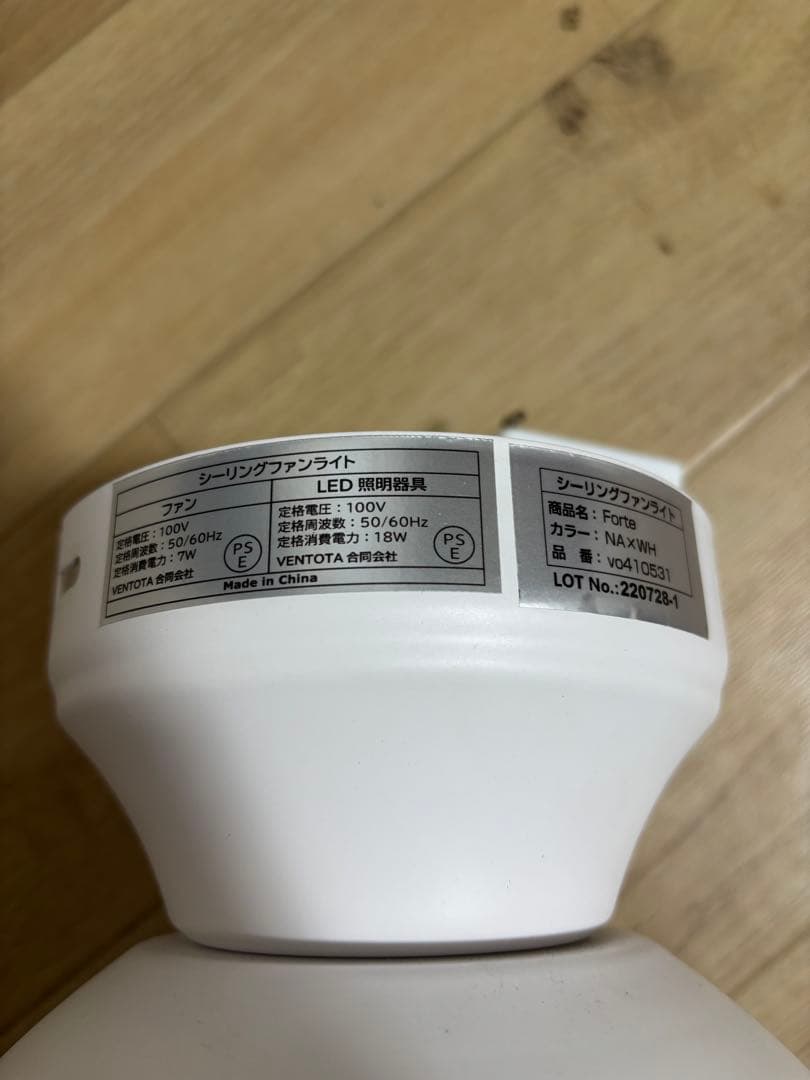 シーリングファンライト
ファン
定格電圧：100V
定格周波数：50/60Hz
定格消費電力：7W
VENTOTA 合同会社
PS
E
LED 照明器具
定格電圧：100V
定格周波数：50/60Hz
定格消費電力：18W
VENTOTA 合同会社
PS
E
Made in China
シーリングファンライト
商品名：Forte
カラー：NA×WH
品　番：vo410531
LOT No.:220728-1